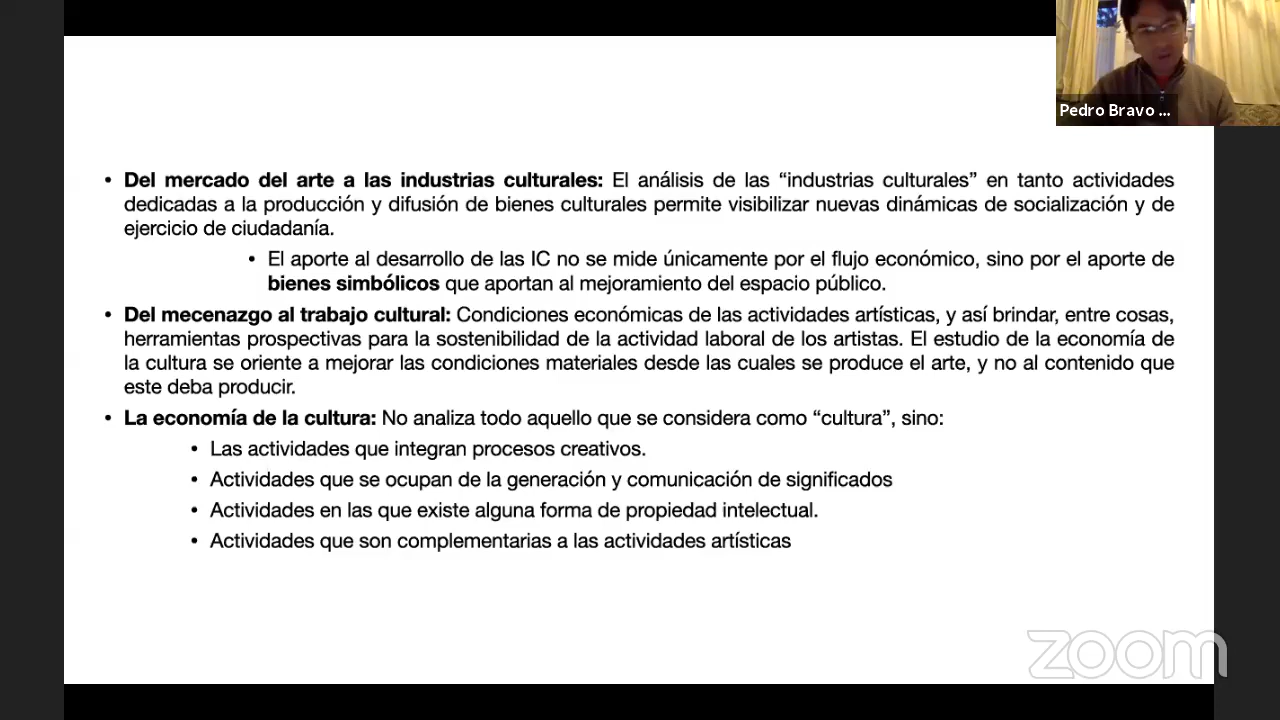 Pedro Bravo ...
• Del mercado del arte a las industrias culturales: El análisis de las “industrias culturales” en tanto actividades
dedicadas a la producción y difusión de bienes culturales permite visibilizar nuevas dinámicas de socialización y de
ejercicio de ciudadanía.
• El aporte al desarrollo de las IC no se mide únicamente por el flujo económico, sino por el aporte de
bienes simbólicos que aportan al mejoramiento del espacio público.
• Del mecenazgo al trabajo cultural: Condiciones económicas de las actividades artísticas, y así brindar, entre cosas,
herramientas prospectivas para la sostenibilidad de la actividad laboral de los artistas. El estudio de la economía de
la cultura se oriente a mejorar las condiciones materiales desde las cuales se produce el arte, y no al contenido que
este deba producir.
• La economía de la cultura: No analiza todo aquello que se considera como “cultura”, sino:
• Las actividades que integran procesos creativos.
• Actividades que se ocupan de la generación y comunicación de significados
• Actividades en las que existe alguna forma de propiedad intelectual.
• Actividades que son complementarias a las actividades artísticas
zoom